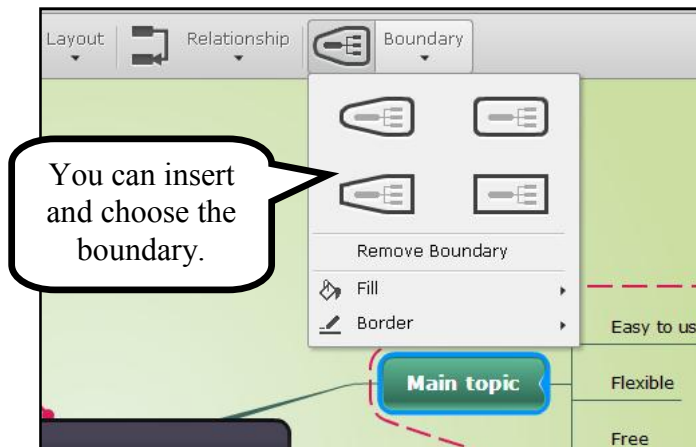 Layout Relationship Boundary
You can insert
and choose the
boundary.
Remove Boundary
Fill
Border
Main topic
Easy to us
Flexible
Free